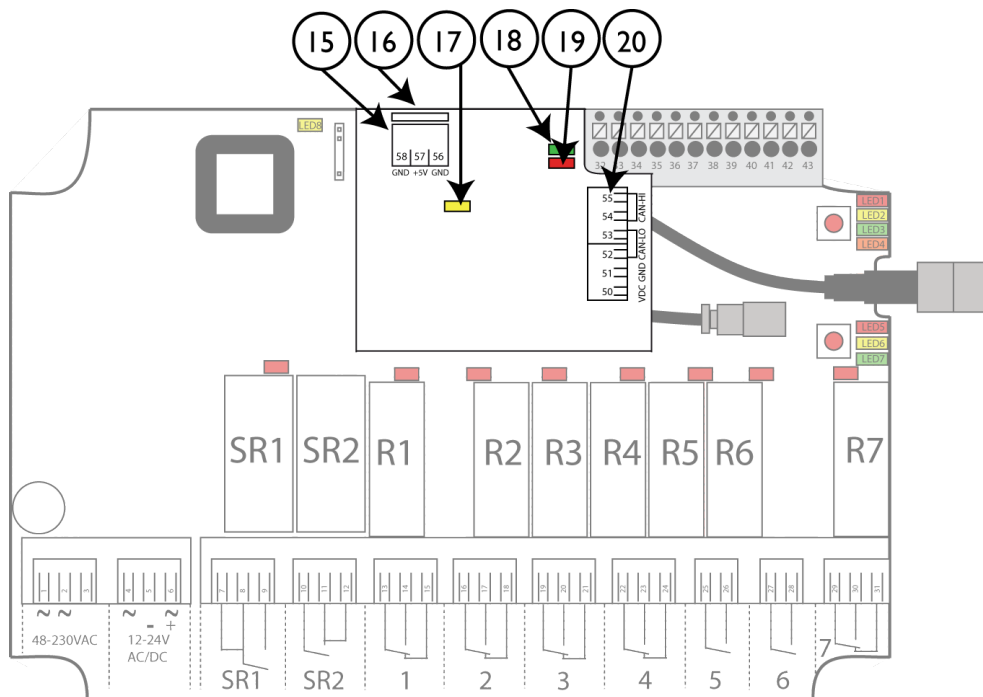 15 16 17 18 19 20
LED8
58 57 56
GND +5V GND
32 33 34 35 36 37 38 39 40 41 42 43
55
54
53
52
51
50
CAN-HI
CAN-LO
GND
VDC
LED1
LED2
LED3
LED4
LED5
LED6
LED7
SR1 SR2 R1 R2 R3 R4 R5 R6 R7
1 2 3 4 5 6 7 8 9 10 11 12 13 14 15 16 17 18 19 20 21 22 23 24 25 26 27 28 29 30 31
~ ~ ~ - ~ +
48-230VAC
12-24V
AC/DC
SR1 SR2 1 2 3 4 5 6 7